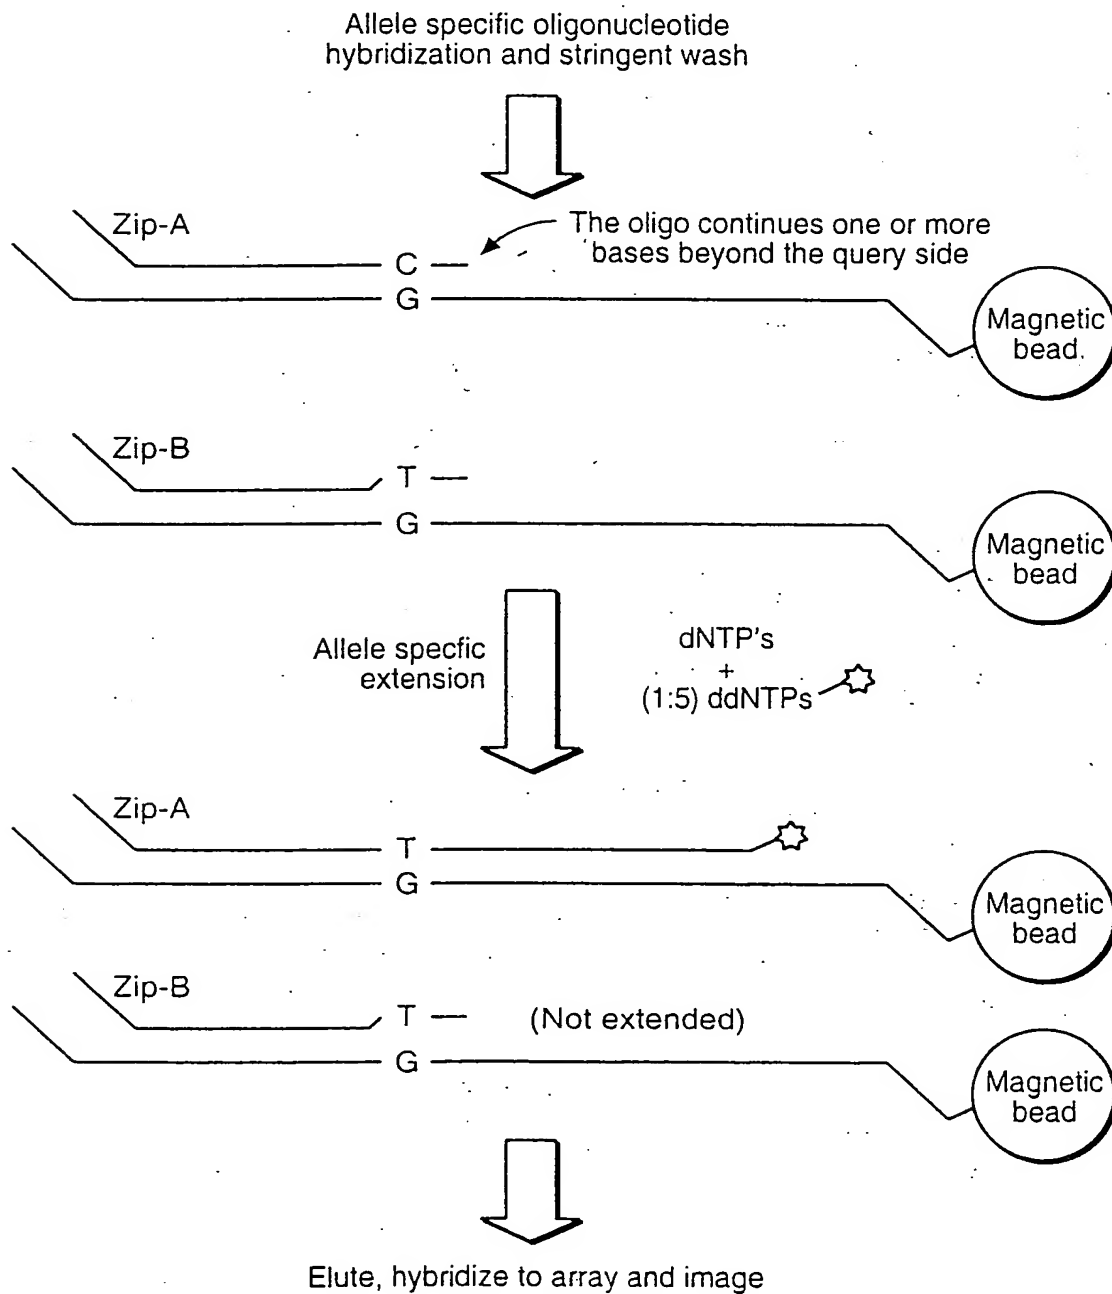 Allele specific oligonucleotide
hybridization and stringent wash
Zip-A
C
The oligo continues one or more
bases beyond the query side
G
Magnetic
bead.
Zip-B
T
G
Magnetic
bead
Allele specfic
extension
dNTP's
+
(1:5) ddNTPs
Zip-A
T
G
Magnetic
bead
Zip-B
T
(Not extended)
G
Magnetic
bead
Elute, hybridize to array and image